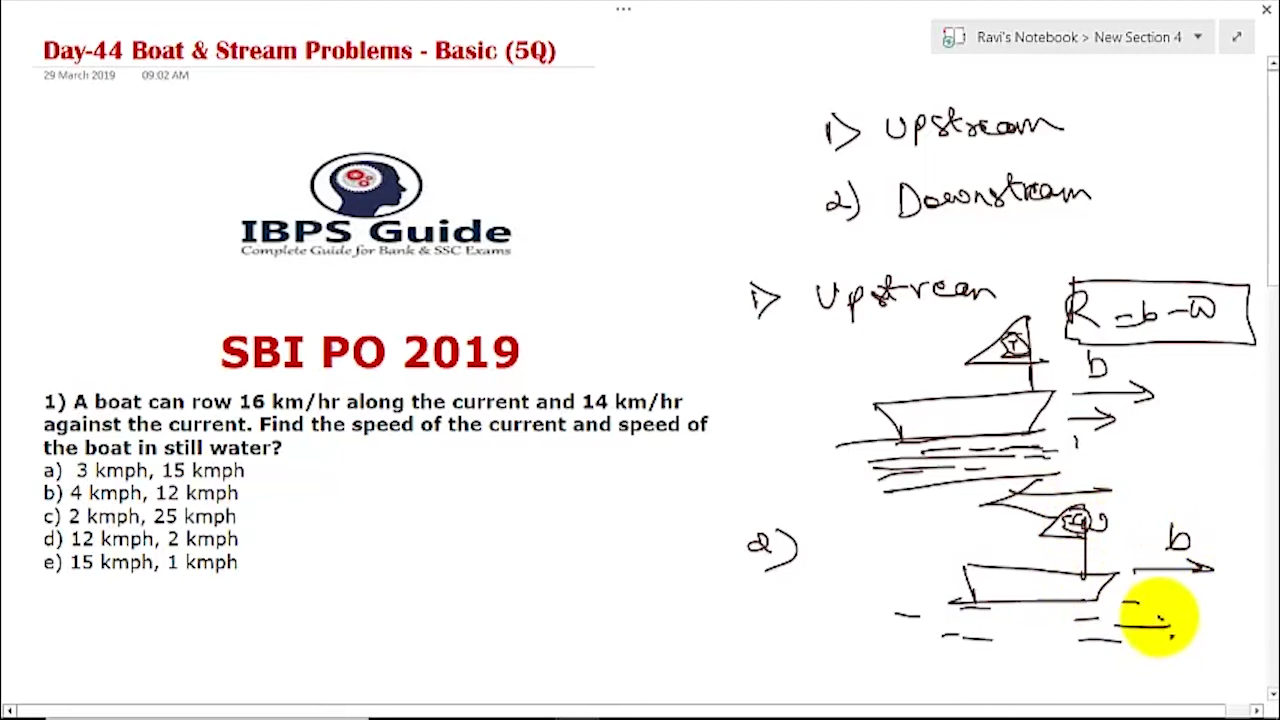 Ravi's Notebook > New Section 4
Day-44 Boat & Stream Problems - Basic (5Q)
29 March 2019 09:02 AM
1) Upstream
2) Downstream
IBPS Guide
Complete Guide for Bank & SSC Exams
1) Upstream
R = b - w
b
SBI PO 2019
1) A boat can row 16 km/hr along the current and 14 km/hr
against the current. Find the speed of the current and speed of
the boat in still water?
a) 3 kmph, 15 kmph
b) 4 kmph, 12 kmph
c) 2 kmph, 25 kmph
d) 12 kmph, 2 kmph
e) 15 kmph, 1 kmph
2)
b